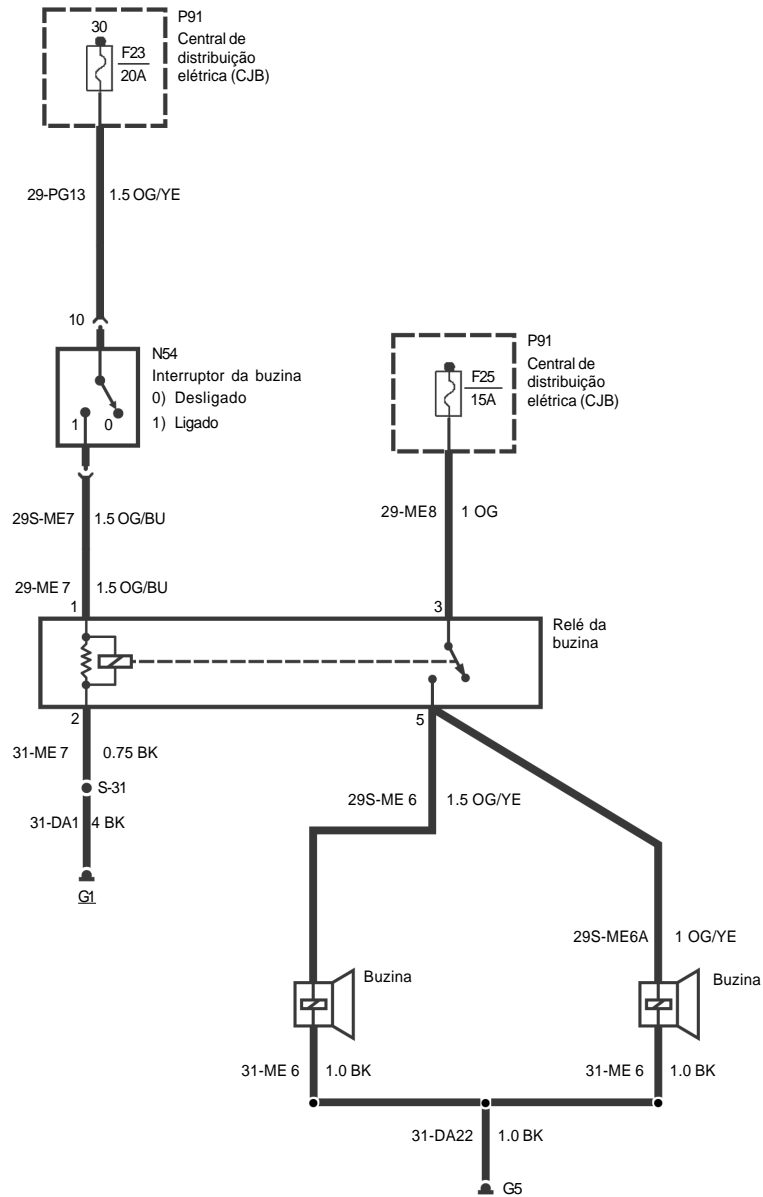 P91
Central de
distribuição
elétrica (CJB)
30
F23
20A
29-PG13
1.5 OG/YE
10
N54
Interruptor da buzina
0) Desligado
1) Ligado
1
0
P91
Central de
distribuição
elétrica (CJB)
F25
15A
29S-ME7
1.5 OG/BU
29-ME8
1 OG
29-ME 7
1.5 OG/BU
1
3
Relé da
buzina
2
5
31-ME 7
0.75 BK
S-31
31-DA1
4 BK
G1
29S-ME 6
1.5 OG/YE
29S-ME6A
1 OG/YE
Buzina
Buzina
31-ME 6
1.0 BK
31-ME 6
1.0 BK
31-DA22
1.0 BK
G5